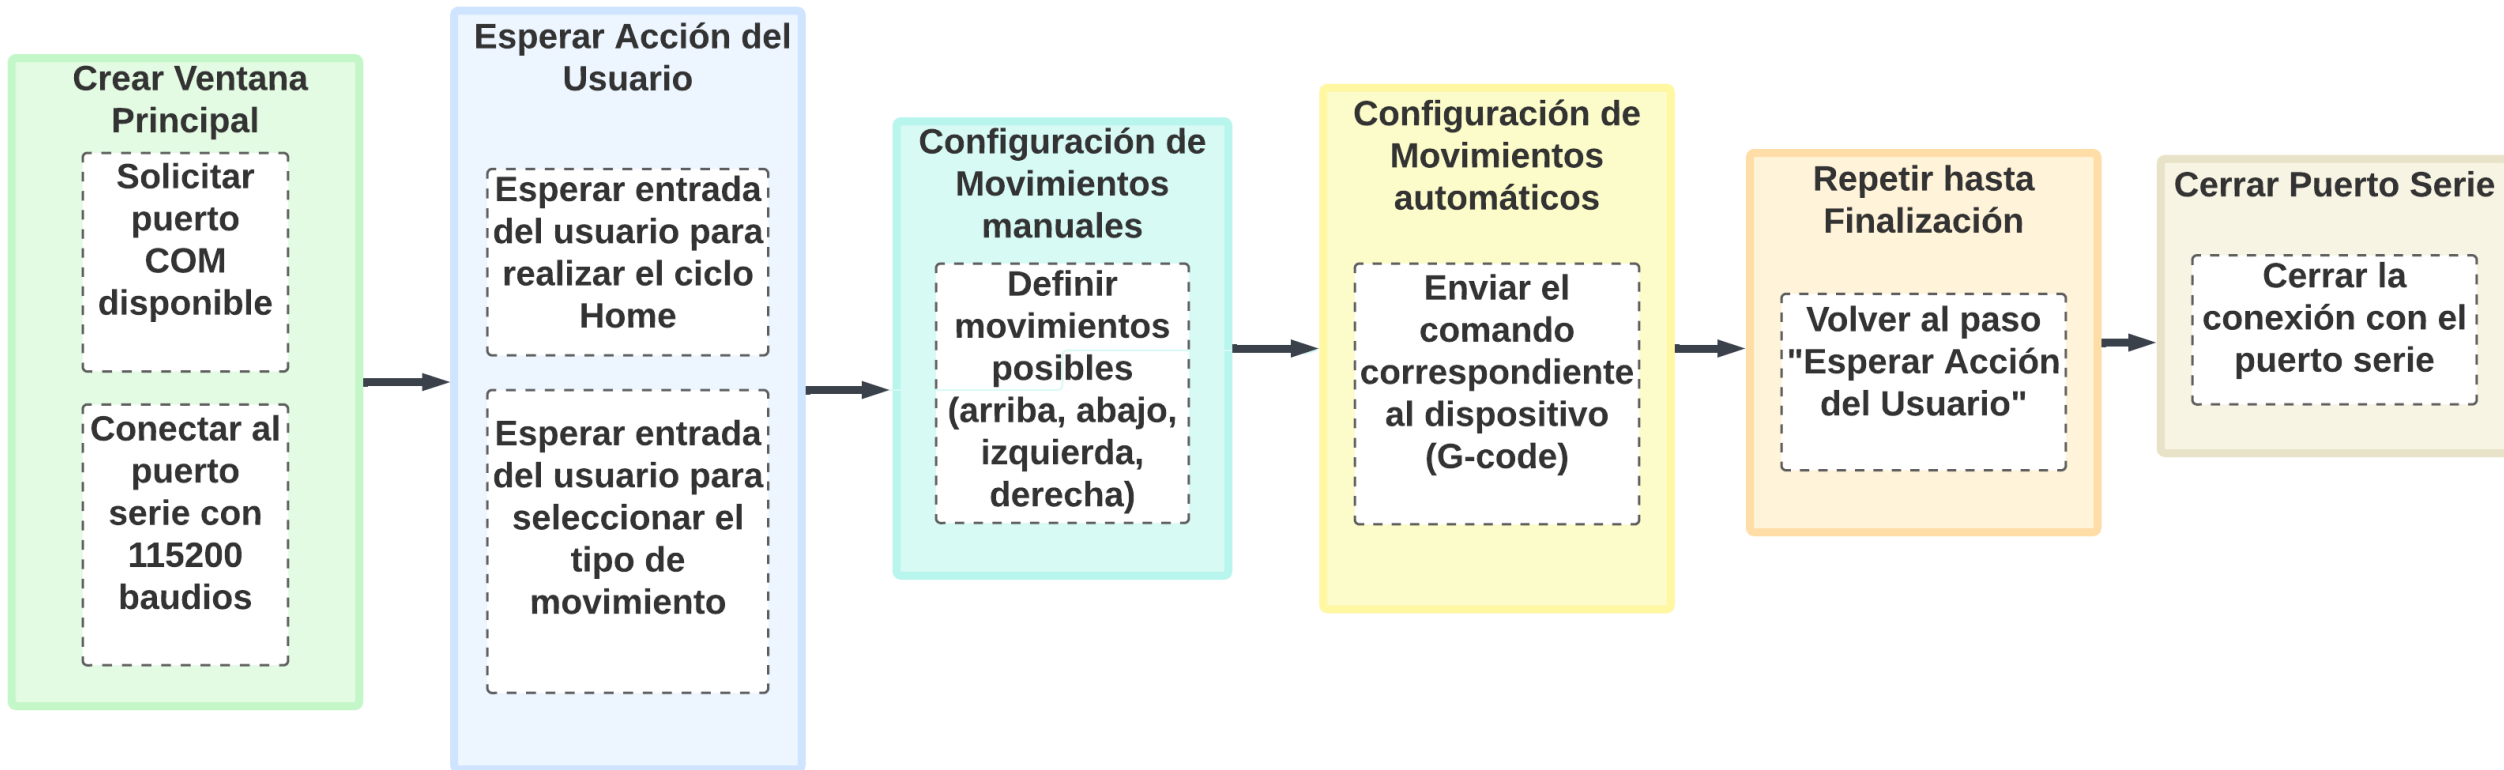 Crear Ventana
Principal
Solicitar
puerto
COM
disponible
Conectar al
puerto
serie con
115200
baudios
Esperar Acción del
Usuario
Esperar entrada
del usuario para
realizar el ciclo
Home
Esperar entrada
del usuario para
seleccionar el
tipo de
movimiento
Configuración de
Movimientos
manuales
Definir
movimientos
posibles
(arriba, abajo,
izquierda,
derecha)
Configuración de
Movimientos
automáticos
Enviar el
comando
correspondiente
al dispositivo
(G-code)
Repetir hasta
Finalización
Volver al paso
"Esperar Acción
del Usuario"
Cerrar Puerto Serie
Cerrar la
conexión con el
puerto serie